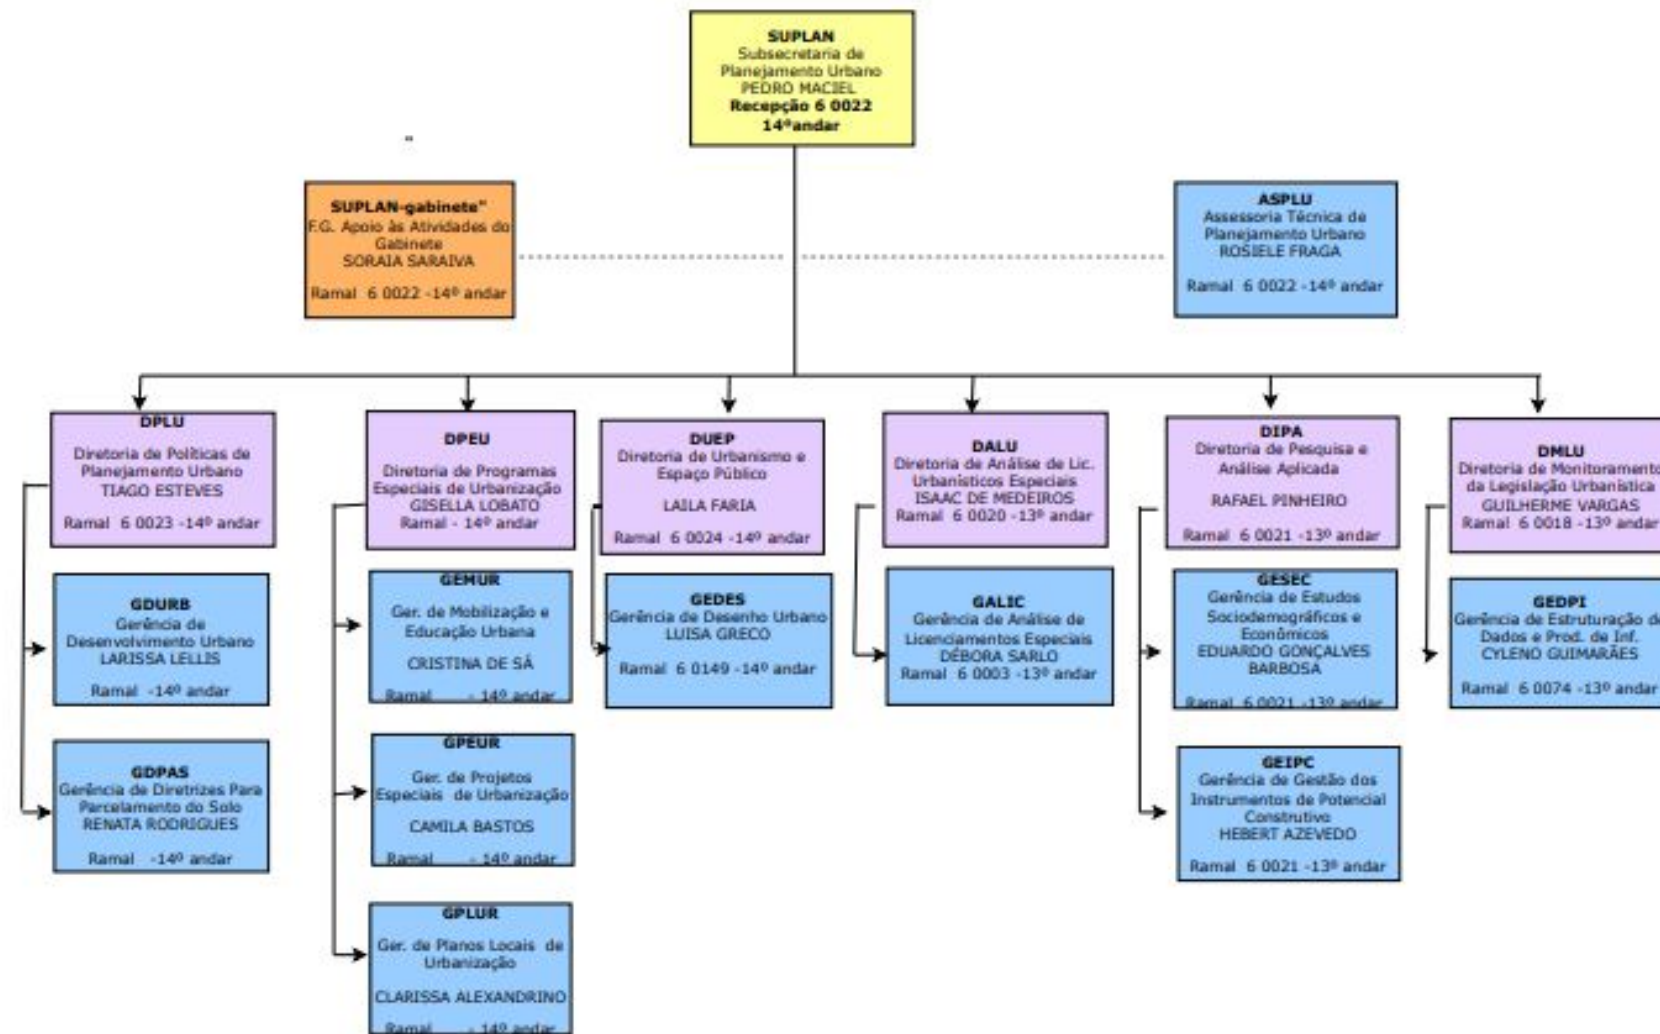 SUPLAN
Subsecretaria de
Planejamento Urbano
PEDRO MACIEL
Recepção 6 0022
14ºandar
"
SUPLAN-gabinete"
F.G. Apoio às Atividades do
Gabinete
SORAIA SARAIVA
Ramal 6 0022 -14º andar
ASPLU
Assessoria Técnica de
Planejamento Urbano
ROSIELE FRAGA
Ramal 6 0022 -14º andar
DPLU
Diretoria de Políticas de
Planejamento Urbano
TIAGO ESTEVES
Ramal 6 0023 -14º andar
GDURB
Gerência de
Desenvolvimento Urbano
LARISSA LELLIS
Ramal -14º andar
GDPAS
Gerência de Diretrizes Para
Parcelamento do Solo
RENATA RODRIGUES
Ramal -14º andar
DPEU
Diretoria de Programas
Especiais de Urbanização
GISELLA LOBATO
Ramal - 14º andar
GEMUR
Ger. de Mobilização e
Educação Urbana
CRISTINA DE SÁ
Ramal - 14º andar
GPEUR
Ger. de Projetos
Especiais de Urbanização
CAMILA BASTOS
Ramal - 14º andar
GPLUR
Ger. de Planos Locais de
Urbanização
CLARISSA ALEXANDRINO
Ramal - 14º andar
DUEP
Diretoria de Urbanismo e
Espaço Público
LAILA FARIA
Ramal 6 0024 -14º andar
GEDES
Gerência de Desenho Urbano
LUISA GRECO
Ramal 6 0149 -14º andar
DALU
Diretoria de Análise de Lic.
Urbanísticos Especiais
ISAAC DE MEDEIROS
Ramal 6 0020 -13º andar
GALIC
Gerência de Análise de
Licenciamentos Especiais
DÉBORA SARLO
Ramal 6 0003 -13º andar
DIPA
Diretoria de Pesquisa e
Análise Aplicada
RAFAEL PINHEIRO
Ramal 6 0021 -13º andar
GESEC
Gerência de Estudos
Sociodemográficos e
Econômicos
EDUARDO GONÇALVES
BARBOSA
Ramal 6 0021 -13º andar
GEIPC
Gerência de Gestão dos
Instrumentos de Potencial
Construtivo
HEBERT AZEVEDO
Ramal 6 0021 -13º andar
DMLU
Diretoria de Monitoramento
da Legislação Urbanística
GUILHERME VARGAS
Ramal 6 0018 -13º andar
GEDPI
Gerência de Estruturação de
Dados e Prod. de Inf.
CYLENO GUIMARÃES
Ramal 6 0074 -13º andar